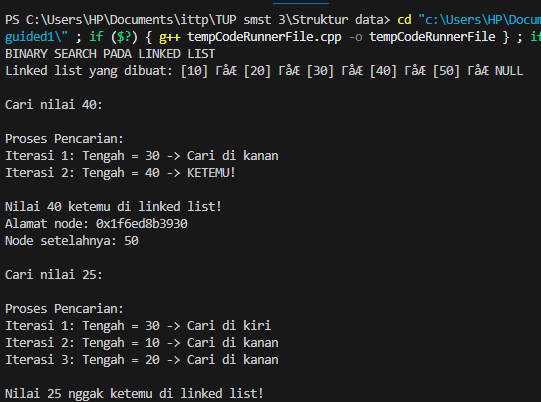 PS C:\Users\HP\Documents\ittp\TUP smst 3\Struktur data> cd "c:\Users\HP\Docum
guided1\" ; if ($?) { g++ tempCodeRunnerFile.cpp -o tempCodeRunnerFile } ; if
BINARY SEARCH PADA LINKED LIST
Linked list yang dibuat: [10] ΓåÆ [20] ΓåÆ [30] ΓåÆ [40] ΓåÆ [50] ΓåÆ NULL
Cari nilai 40:
Proses Pencarian:
Iterasi 1: Tengah = 30 -> Cari di kanan
Iterasi 2: Tengah = 40 -> KETEMU!
Nilai 40 ketemu di linked list!
Alamat node: 0x1f6ed8b3930
Node setelahnya: 50
Cari nilai 25:
Proses Pencarian:
Iterasi 1: Tengah = 30 -> Cari di kiri
Iterasi 2: Tengah = 10 -> Cari di kanan
Iterasi 3: Tengah = 20 -> Cari di kanan
Nilai 25 nggak ketemu di linked list!